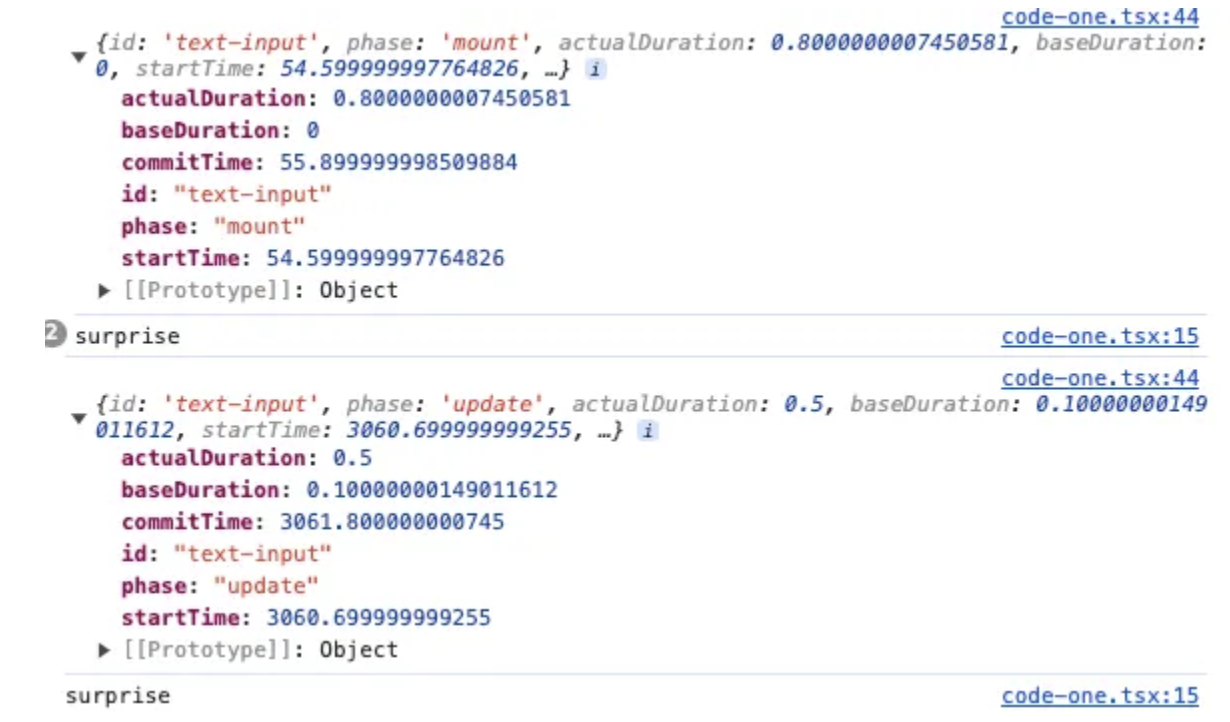 code-one.tsx:44
▼ {id: 'text-input', phase: 'mount', actualDuration: 0.8000000007450581, baseDuration:
0, startTime: 54.599999997764826, …} i
actualDuration: 0.8000000007450581
baseDuration: 0
commitTime: 55.899999998509884
id: "text-input"
phase: "mount"
startTime: 54.599999997764826
▶ [[Prototype]]: Object
2 surprise code-one.tsx:15
code-one.tsx:44
▼ {id: 'text-input', phase: 'update', actualDuration: 0.5, baseDuration: 0.10000000149
011612, startTime: 3060.699999999255, …} i
actualDuration: 0.5
baseDuration: 0.10000000149011612
commitTime: 3061.800000000745
id: "text-input"
phase: "update"
startTime: 3060.699999999255
▶ [[Prototype]]: Object
surprise code-one.tsx:15